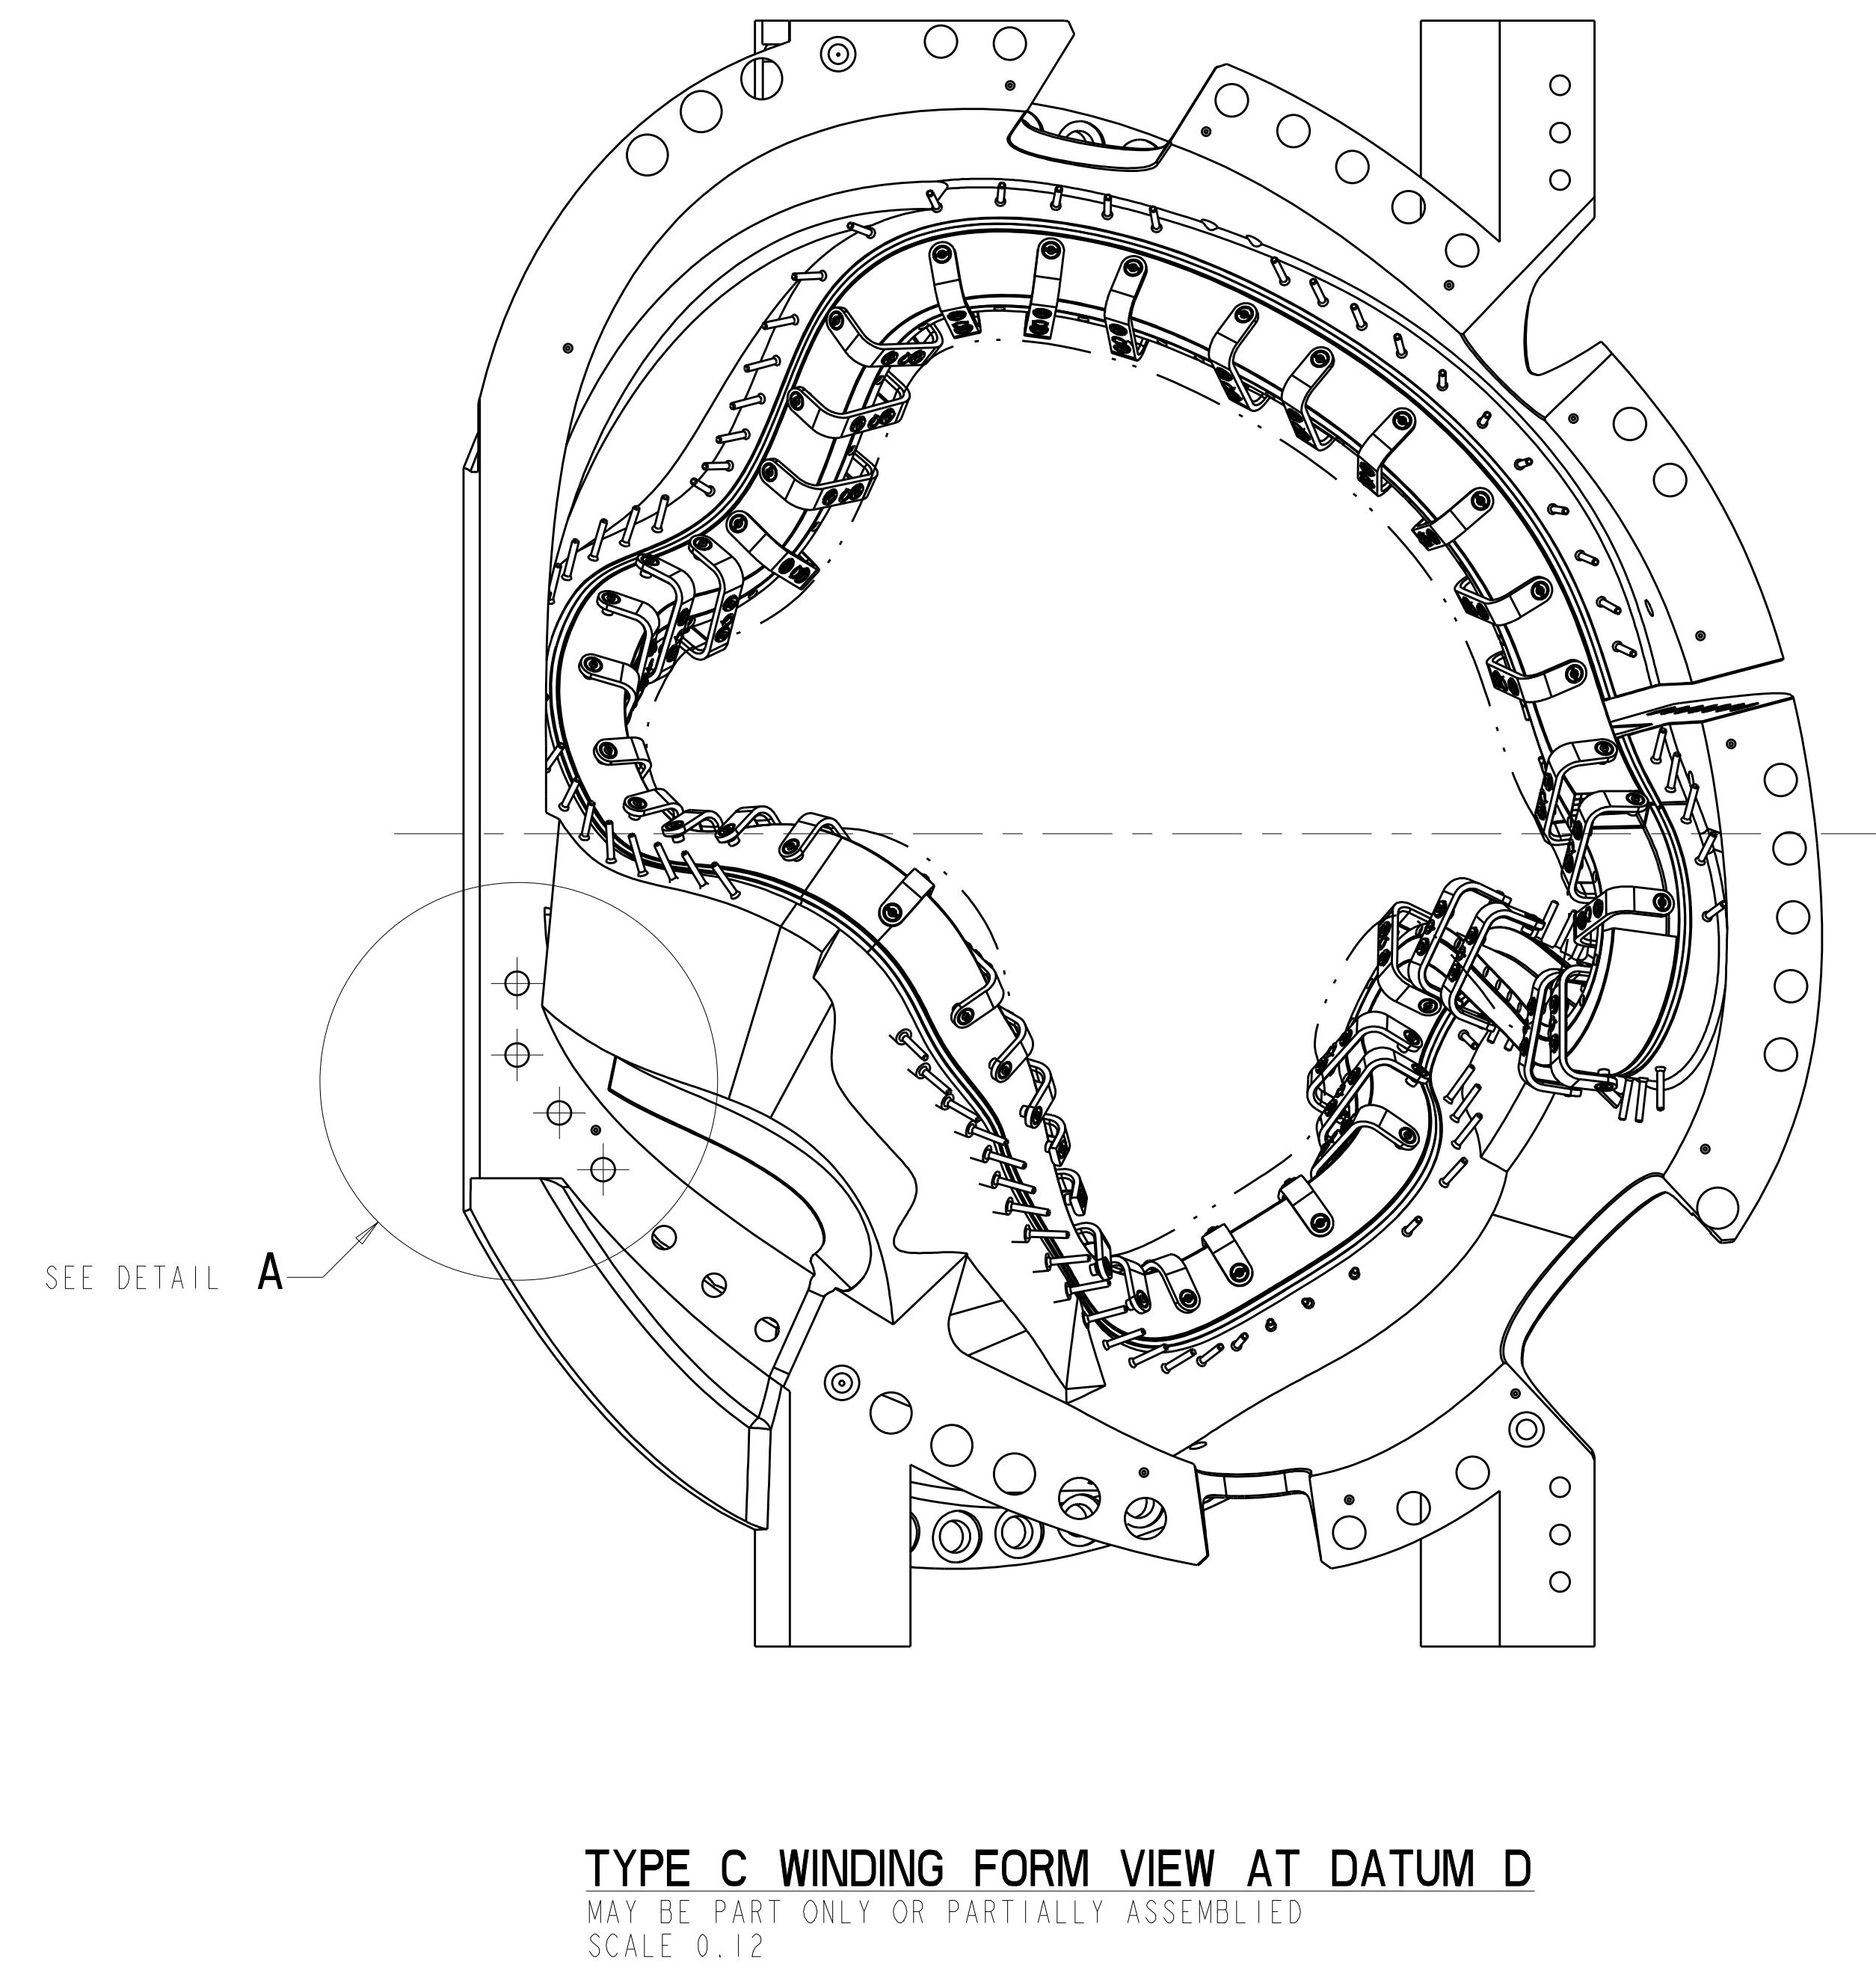 SEE DETAIL A
TYPE C WINDING FORM VIEW AT DATUM D
MAY BE PART ONLY OR PARTIALLY ASSEMBLIED
SCALE 0.12